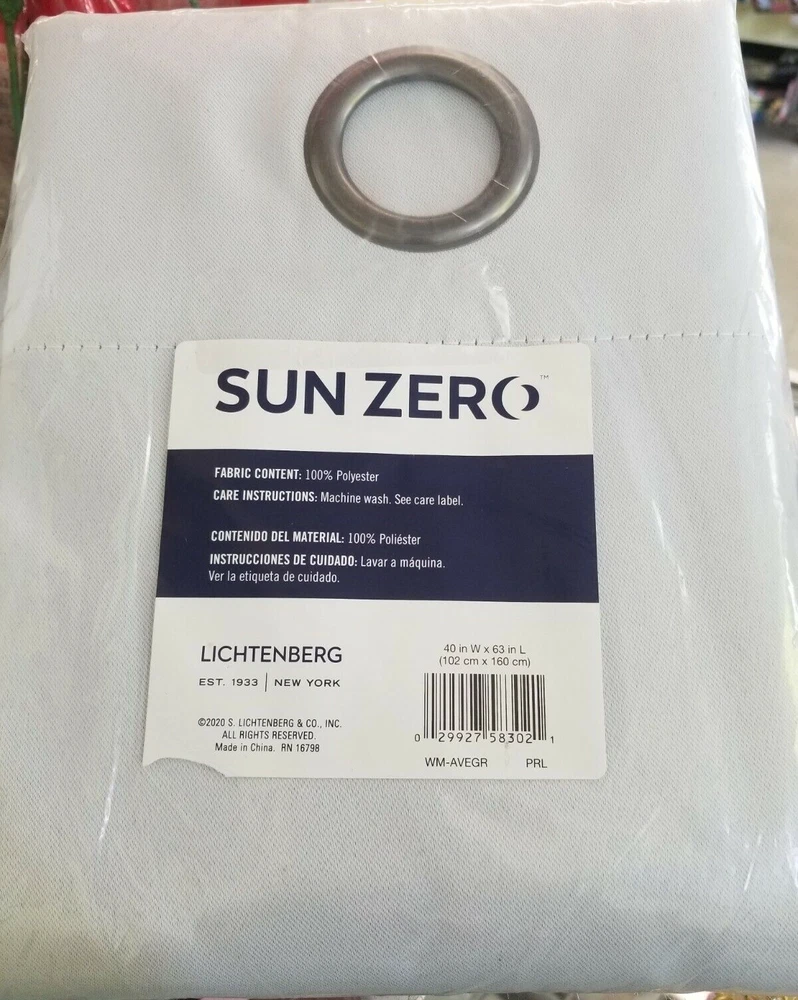 SUN ZERO™
FABRIC CONTENT: 100% Polyester
CARE INSTRUCTIONS: Machine wash. See care label.
CONTENIDO DEL MATERIAL: 100% Poliéster
INSTRUCCIONES DE CUIDADO: Lavar a máquina.
Ver la etiqueta de cuidado.
LICHTENBERG
EST. 1933 | NEW YORK
©2020 S. LICHTENBERG & CO., INC.
ALL RIGHTS RESERVED.
Made in China. RN 16798
40 in W x 63 in L
(102 cm x 160 cm)
0 29927 58302 1
WM-AVEGR PRL